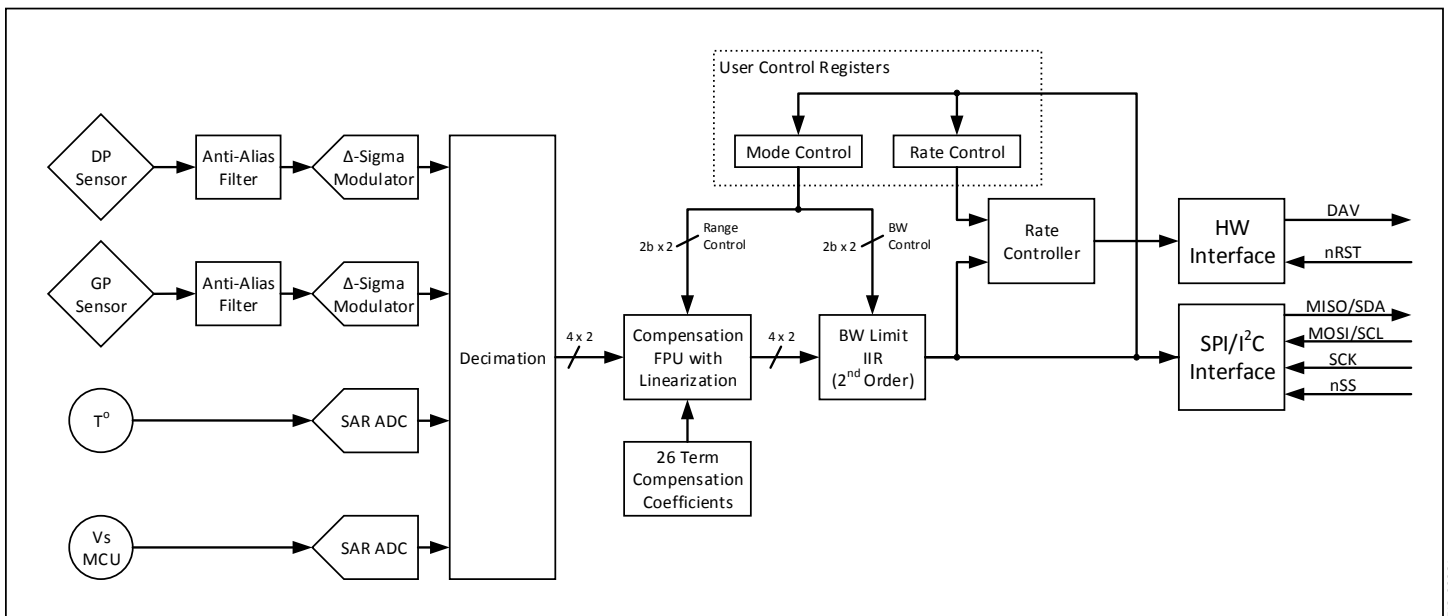 User Control Registers
Mode Control
Rate Control
DP
Sensor
Anti-Alias
Filter
Δ-Sigma
Modulator
GP
Sensor
Anti-Alias
Filter
Δ-Sigma
Modulator
T°
SAR ADC
Vs
MCU
SAR ADC
Decimation
4 x 2
2b x 2
Range
Control
Compensation
FPU with
Linearization
26 Term
Compensation
Coefficients
4 x 2
2b x 2
BW
Control
BW Limit
IIR
(2nd Order)
Rate
Controller
HW
Interface
DAV
nRST
SPI/I²C
Interface
MISO/SDA
MOSI/SCL
SCK
nSS